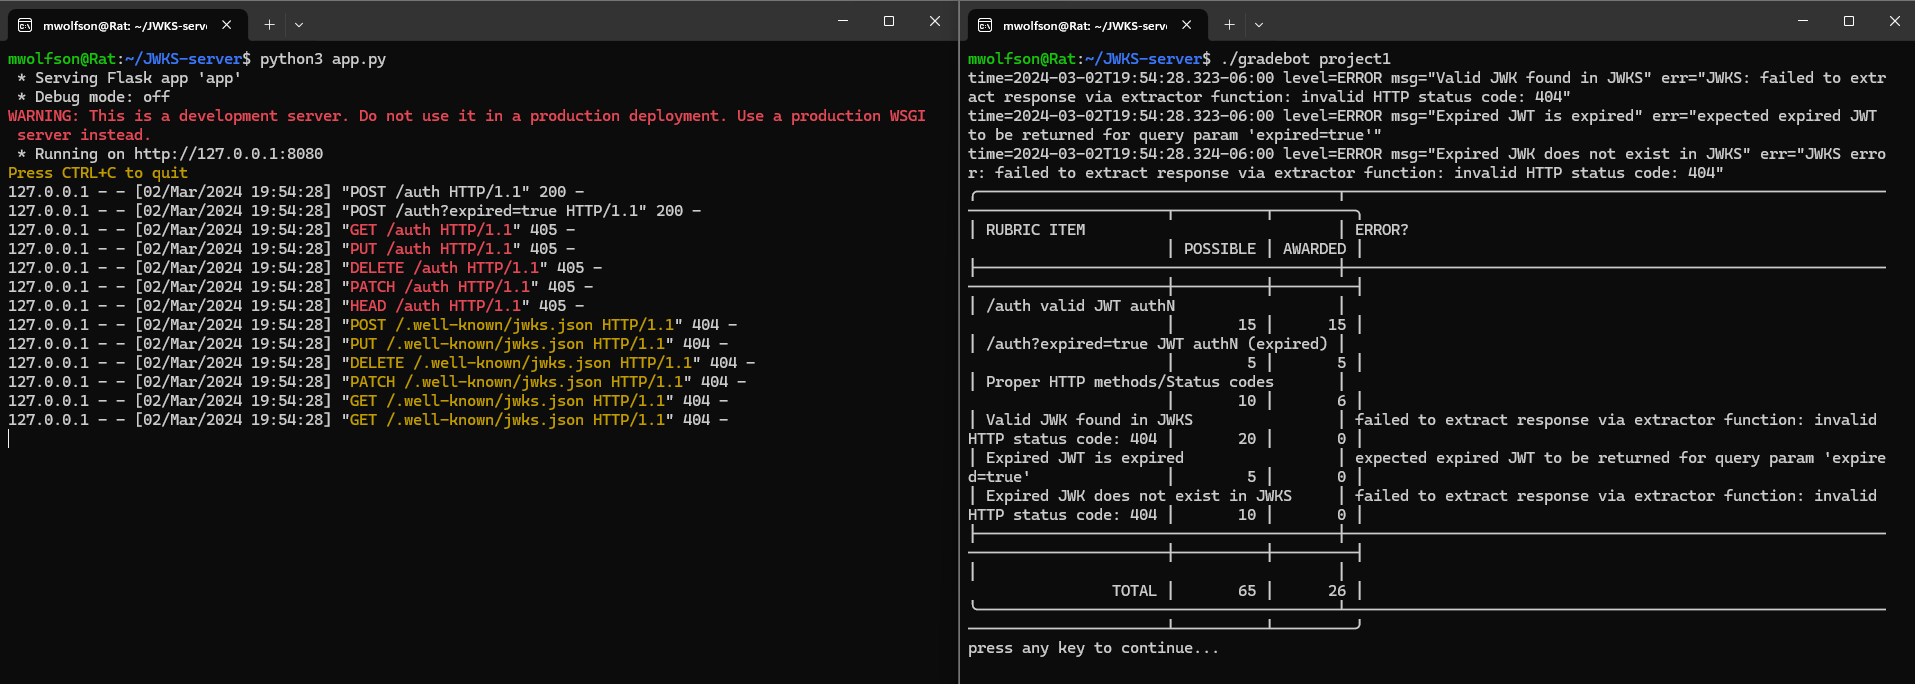 mwolfson@Rat: ~/JWKS-serv
mwolfson@Rat:~/JWKS-server$ python3 app.py
 * Serving Flask app 'app'
 * Debug mode: off
WARNING: This is a development server. Do not use it in a production deployment. Use a production WSGI
 server instead.
 * Running on http://127.0.0.1:8080
Press CTRL+C to quit
127.0.0.1 - - [02/Mar/2024 19:54:28] "POST /auth HTTP/1.1" 200 -
127.0.0.1 - - [02/Mar/2024 19:54:28] "POST /auth?expired=true HTTP/1.1" 200 -
127.0.0.1 - - [02/Mar/2024 19:54:28] "GET /auth HTTP/1.1" 405 -
127.0.0.1 - - [02/Mar/2024 19:54:28] "PUT /auth HTTP/1.1" 405 -
127.0.0.1 - - [02/Mar/2024 19:54:28] "DELETE /auth HTTP/1.1" 405 -
127.0.0.1 - - [02/Mar/2024 19:54:28] "PATCH /auth HTTP/1.1" 405 -
127.0.0.1 - - [02/Mar/2024 19:54:28] "HEAD /auth HTTP/1.1" 405 -
127.0.0.1 - - [02/Mar/2024 19:54:28] "POST /.well-known/jwks.json HTTP/1.1" 404 -
127.0.0.1 - - [02/Mar/2024 19:54:28] "PUT /.well-known/jwks.json HTTP/1.1" 404 -
127.0.0.1 - - [02/Mar/2024 19:54:28] "DELETE /.well-known/jwks.json HTTP/1.1" 404 -
127.0.0.1 - - [02/Mar/2024 19:54:28] "PATCH /.well-known/jwks.json HTTP/1.1" 404 -
127.0.0.1 - - [02/Mar/2024 19:54:28] "GET /.well-known/jwks.json HTTP/1.1" 404 -
127.0.0.1 - - [02/Mar/2024 19:54:28] "GET /.well-known/jwks.json HTTP/1.1" 404 -
mwolfson@Rat: ~/JWKS-serv
mwolfson@Rat:~/JWKS-server$ ./gradebot project1
time=2024-03-02T19:54:28.323-06:00 level=ERROR msg="Valid JWK found in JWKS" err="JWKS: failed to extr
act response via extractor function: invalid HTTP status code: 404"
time=2024-03-02T19:54:28.324-06:00 level=ERROR msg="Expired JWT is expired" err="expected expired JWT
to be returned for query param 'expired=true'"
time=2024-03-02T19:54:28.324-06:00 level=ERROR msg="Expired JWK does not exist in JWKS" err="JWKS erro
r: failed to extract response via extractor function: invalid HTTP status code: 404"
| RUBRIC ITEM | ERROR?
| POSSIBLE | AWARDED |
| /auth valid JWT authN |
| 15 | 15 |
| /auth?expired=true JWT authN (expired) |
| 5 | 5 |
| Proper HTTP methods/Status codes |
| 10 | 6 |
| Valid JWK found in JWKS | failed to extract response via extractor function: invalid
HTTP status code: 404 | 20 | 0 |
| Expired JWT is expired | expected expired JWT to be returned for query param 'expire
d=true' | 5 | 0 |
| Expired JWK does not exist in JWKS | failed to extract response via extractor function: invalid
HTTP status code: 404 | 10 | 0 |
TOTAL | 65 | 26 |
press any key to continue...